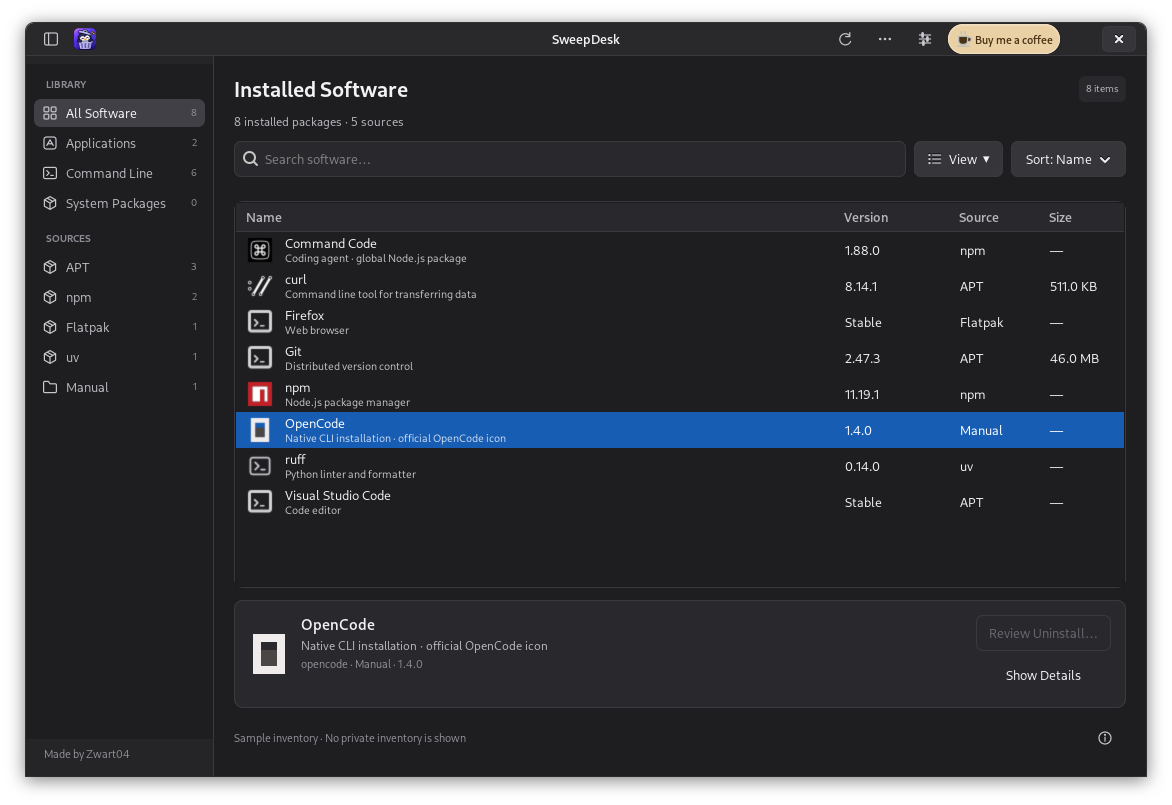 SweepDesk
Buy me a coffee
LIBRARY
All Software 8
Applications 2
Command Line 6
System Packages 0
SOURCES
APT 3
npm 2
Flatpak 1
uv 1
Manual 1
Made by Zwart04
Installed Software
8 items
8 installed packages · 5 sources
Search software…
View ▾
Sort: Name
Name Version Source Size
Command Code
Coding agent · global Node.js package
1.88.0 npm —
curl
Command line tool for transferring data
8.14.1 APT 511.0 KB
Firefox
Web browser
Stable Flatpak —
Git
Distributed version control
2.47.3 APT 46.0 MB
npm
Node.js package manager
11.19.1 npm —
OpenCode
Native CLI installation · official OpenCode icon
1.4.0 Manual —
ruff
Python linter and formatter
0.14.0 uv —
Visual Studio Code
Code editor
Stable APT —
OpenCode
Native CLI installation · official OpenCode icon
opencode · Manual · 1.4.0
Review Uninstall…
Show Details
Sample inventory · No private inventory is shown